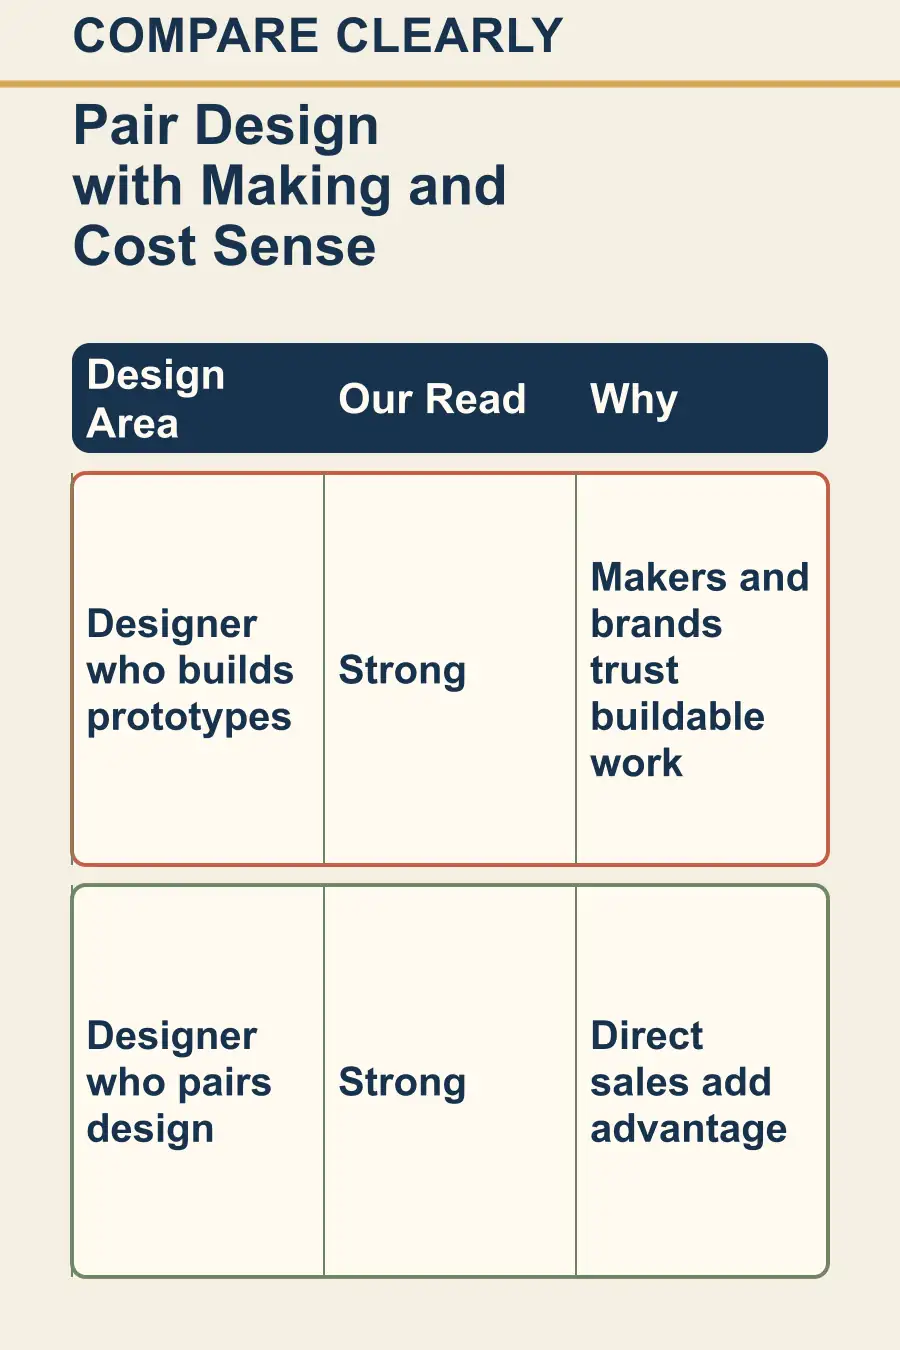 COMPARE CLEARLY
Pair Design
with Making and
Cost Sense
Design
Area
Our Read
Why
Designer
who builds
prototypes
Strong
Makers and
brands
trust
buildable
work
Designer
who pairs
design
Strong
Direct
sales add
advantage